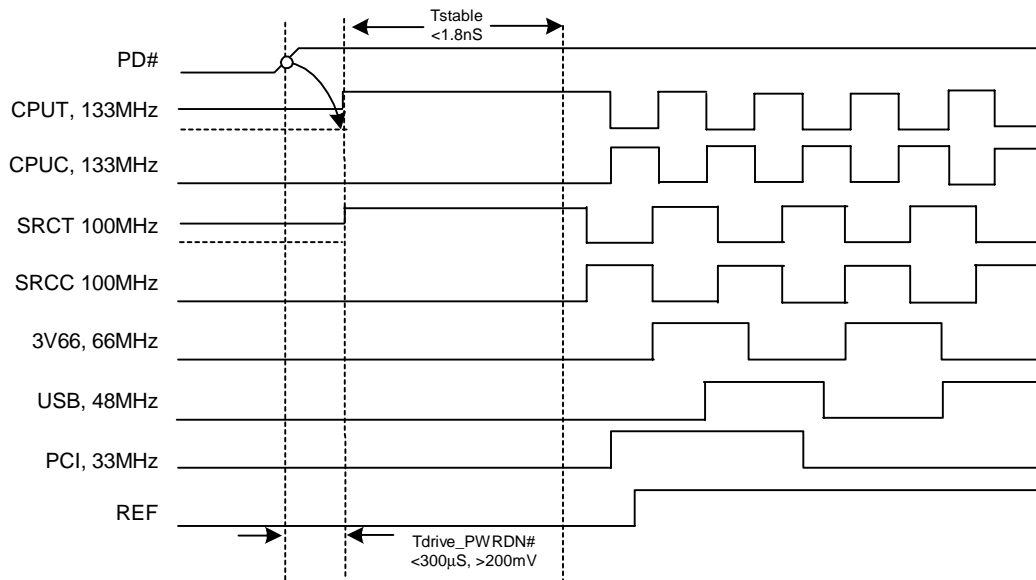 Tstable
<1.8nS
PD#
CPUT, 133MHz
CPUC, 133MHz
SRCT 100MHz
SRCC 100MHz
3V66, 66MHz
USB, 48MHz
PCI, 33MHz
REF
Tdrive_PWRDN#
<300µS, >200mV